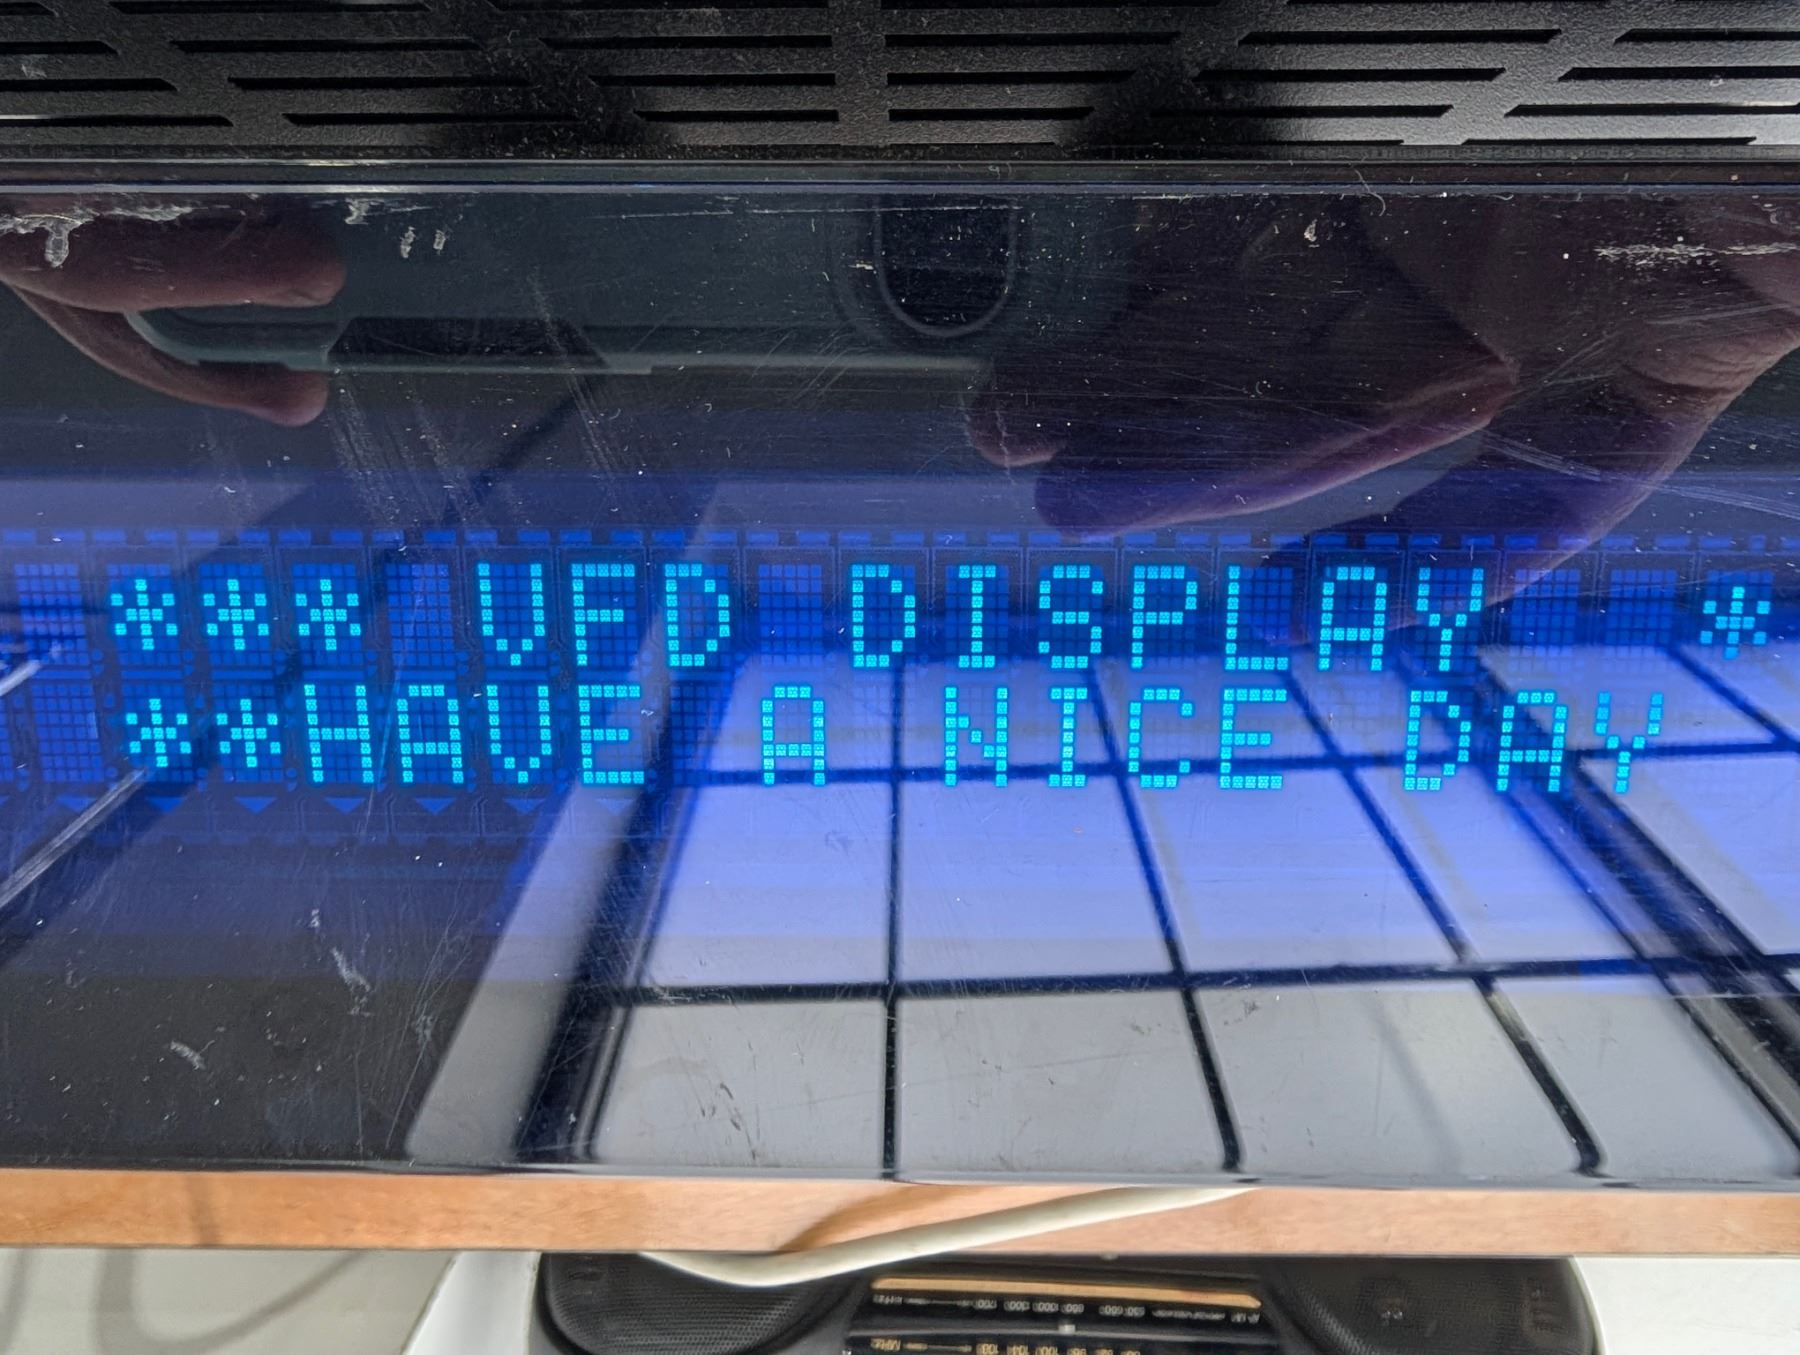 *** VFD DISPLAY  *
**HAVE A NICE DAY